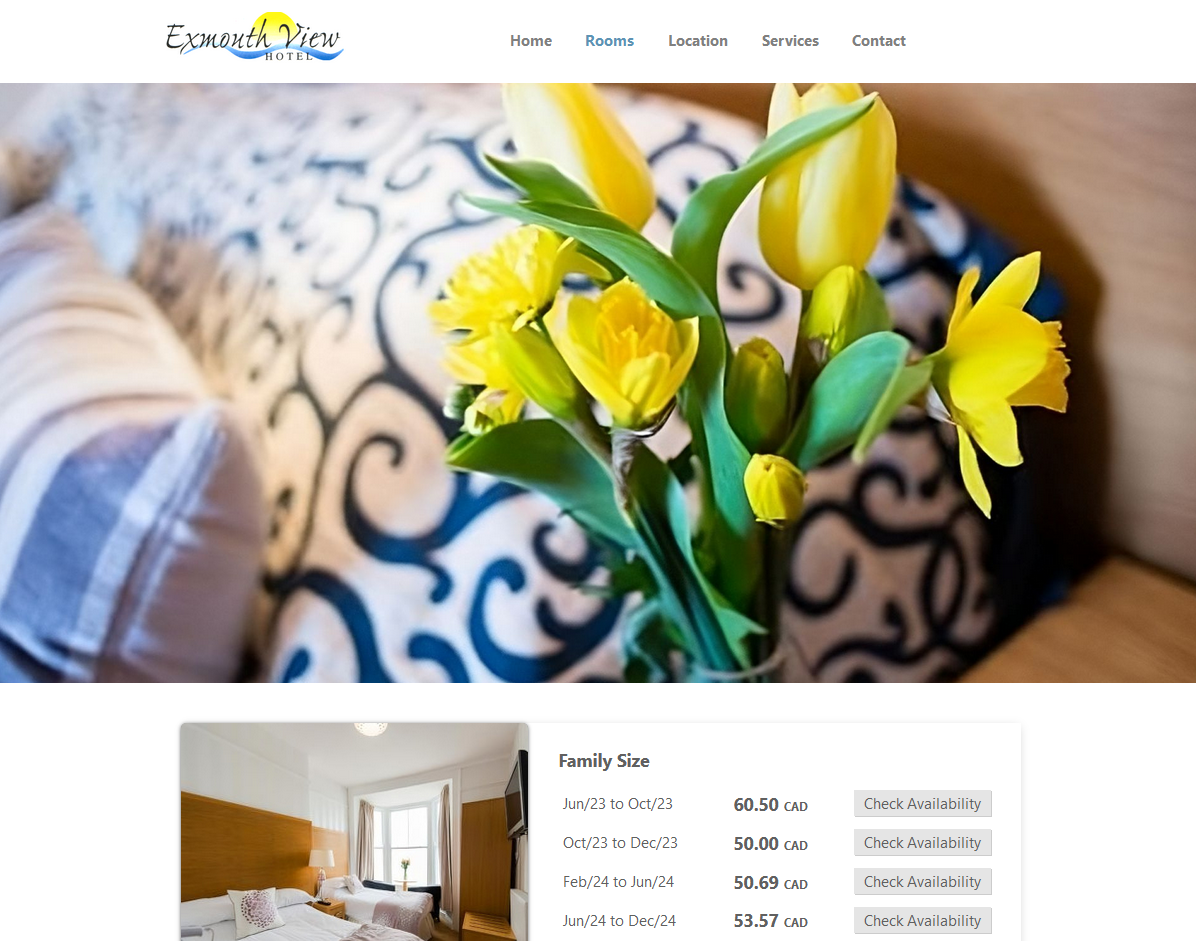 Exmouth View
HOTEL
Home Rooms Location Services Contact
Family Size
Jun/23 to Oct/23 60.50 CAD Check Availability
Oct/23 to Dec/23 50.00 CAD Check Availability
Feb/24 to Jun/24 50.69 CAD Check Availability
Jun/24 to Dec/24 53.57 CAD Check Availability